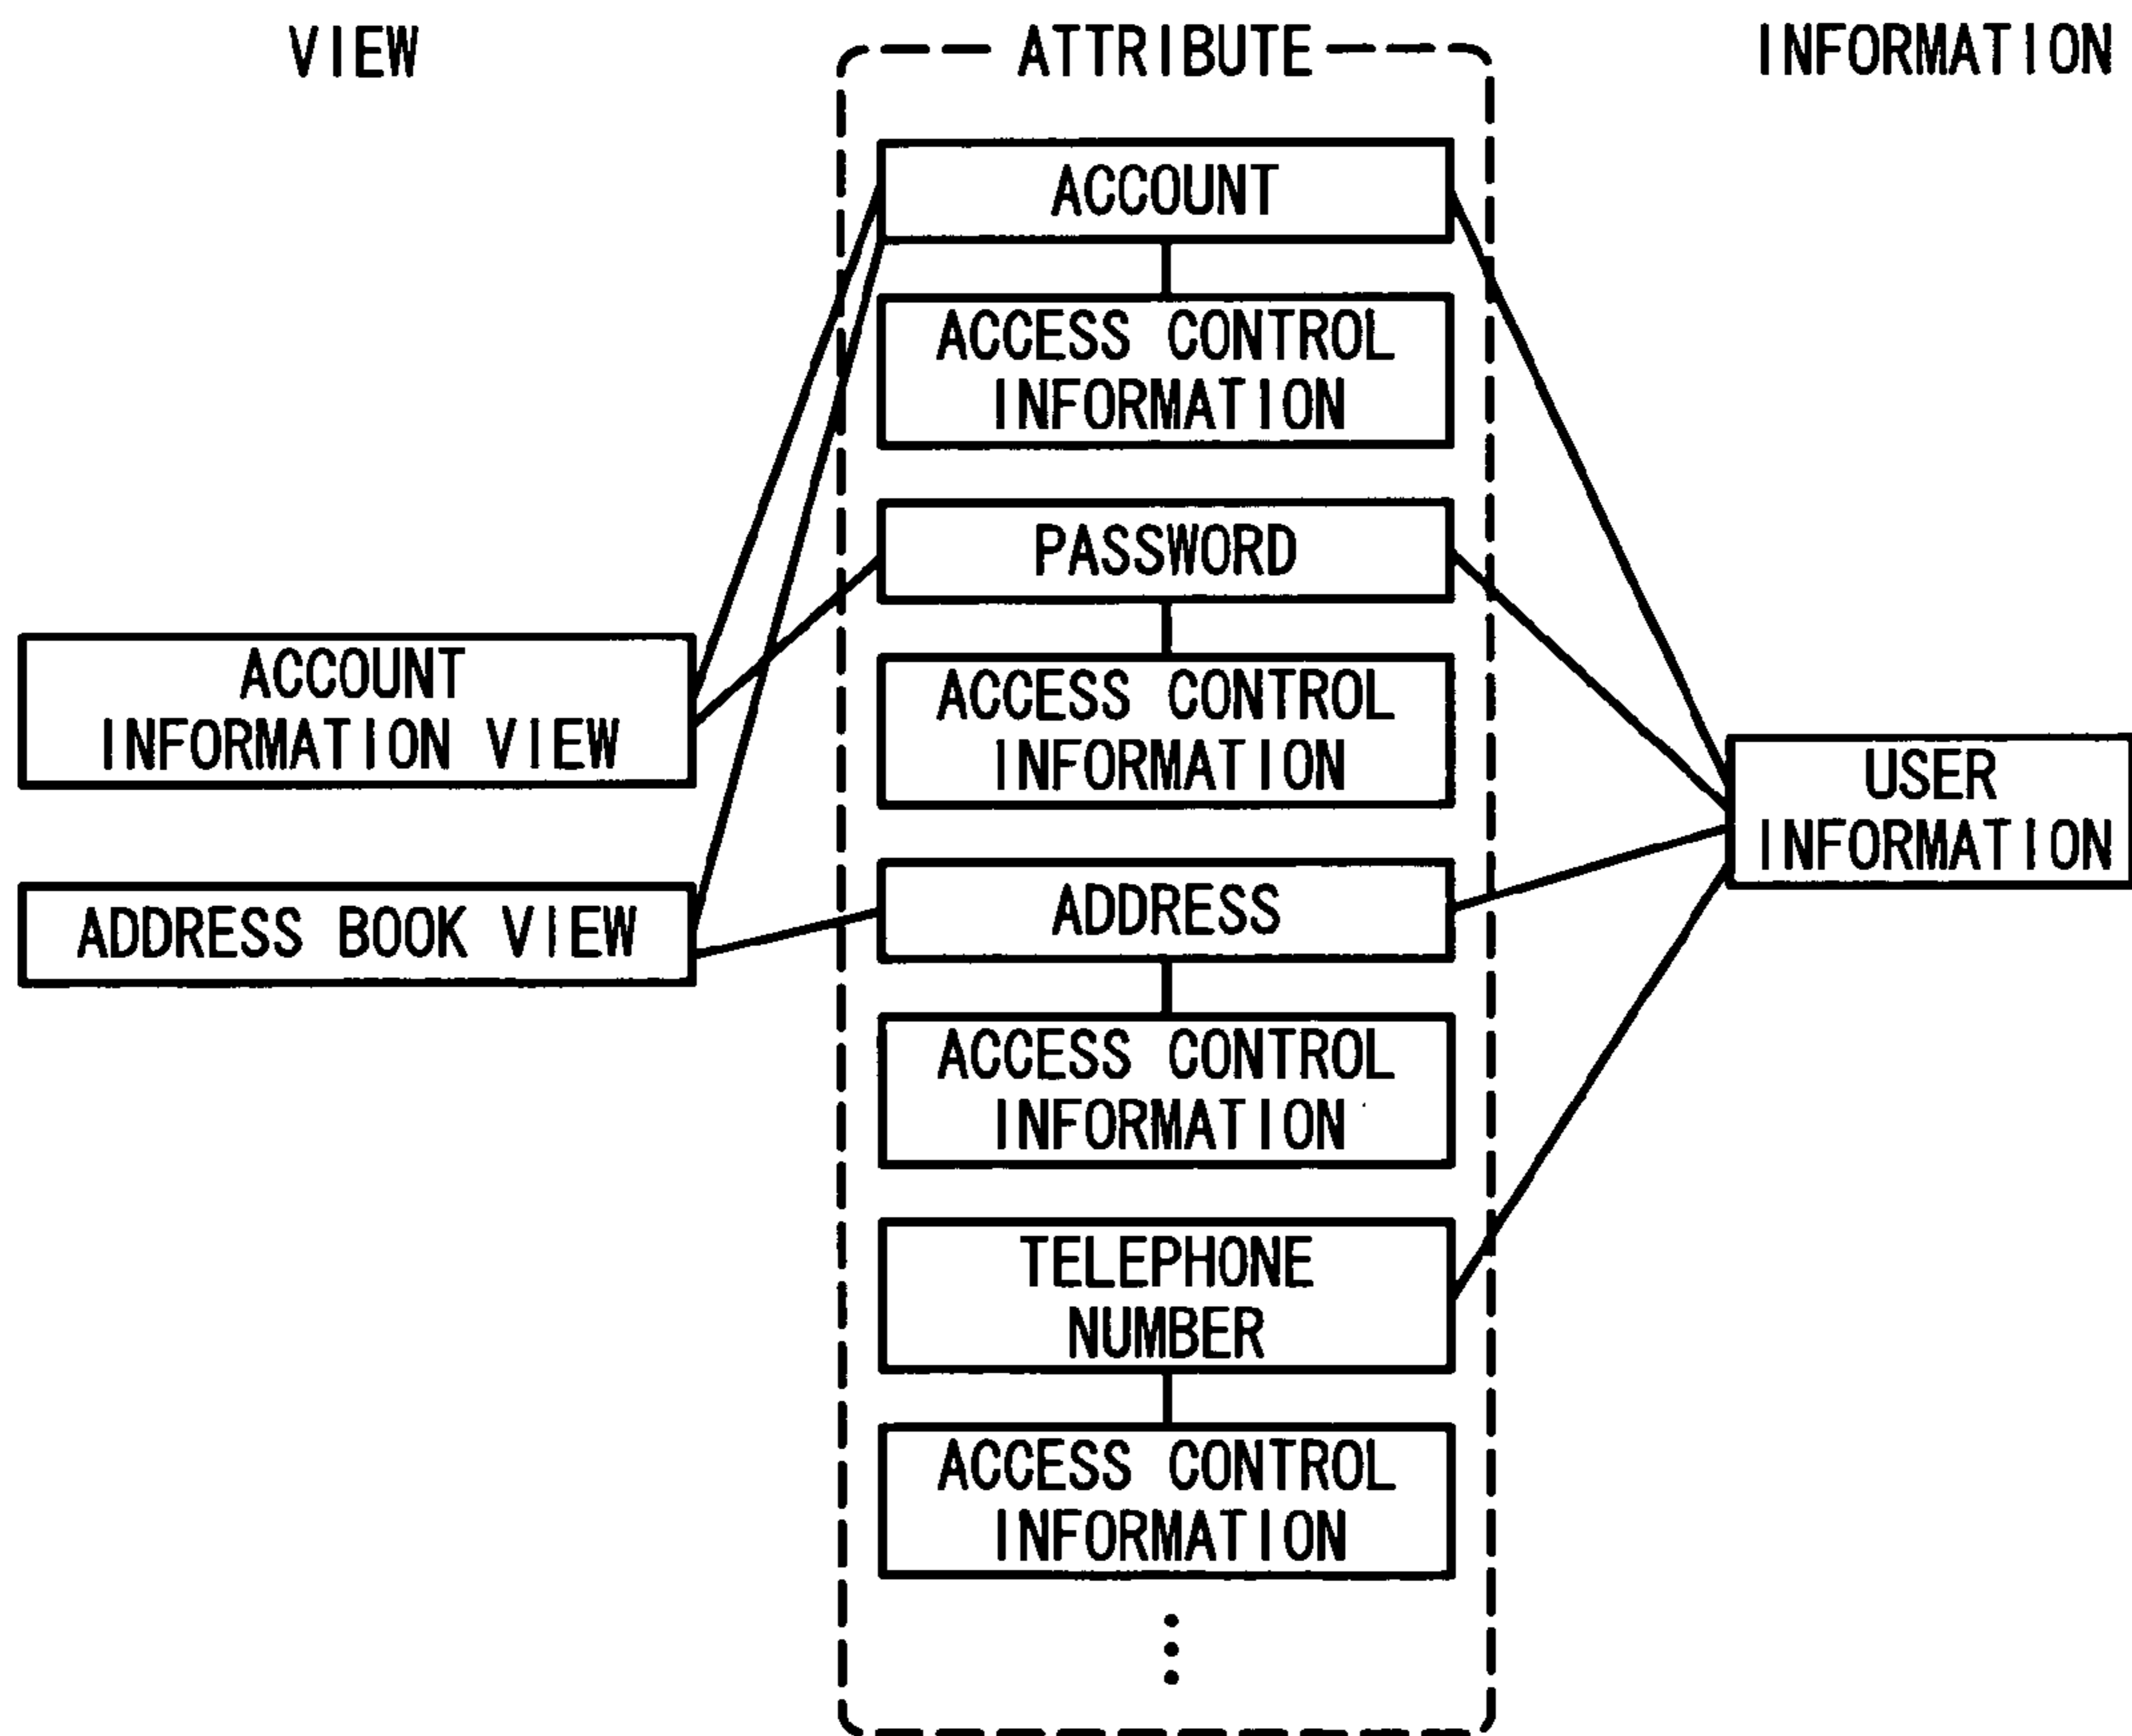 VIEW
ATTRIBUTE
INFORMATION
ACCOUNT
ACCESS CONTROL
INFORMATION
PASSWORD
ACCESS CONTROL
INFORMATION
ADDRESS
ACCESS CONTROL
INFORMATION
TELEPHONE
NUMBER
ACCESS CONTROL
INFORMATION
ACCOUNT
INFORMATION VIEW
ADDRESS BOOK VIEW
USER
INFORMATION